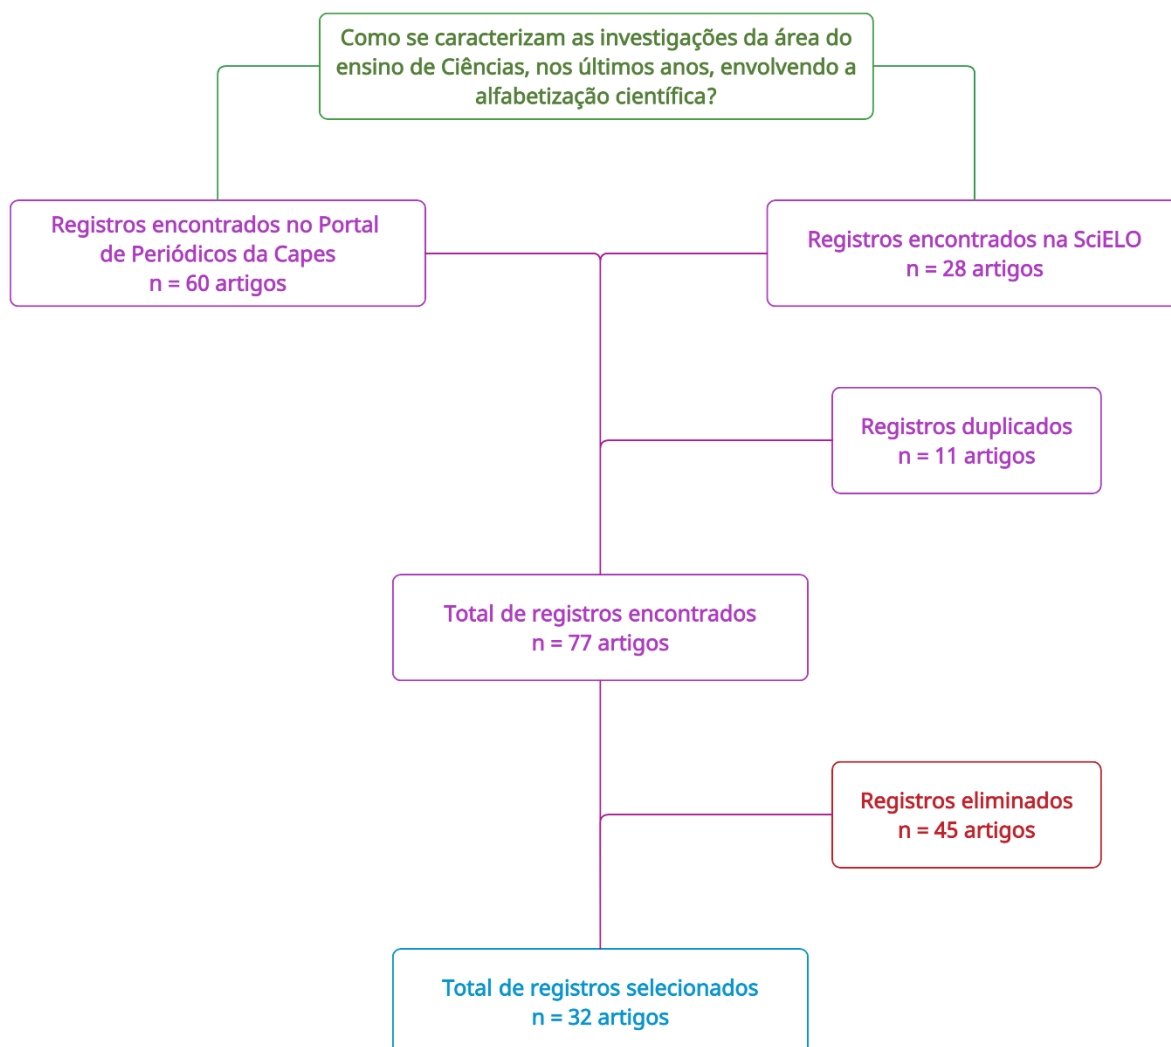 Como se caracterizam as investigações da área do
ensino de Ciências, nos últimos anos, envolvendo a
alfabetização científica?
Registros encontrados no Portal
de Periódicos da Capes
n = 60 artigos
Registros encontrados na SciELO
n = 28 artigos
Registros duplicados
n = 11 artigos
Total de registros encontrados
n = 77 artigos
Registros eliminados
n = 45 artigos
Total de registros selecionados
n = 32 artigos